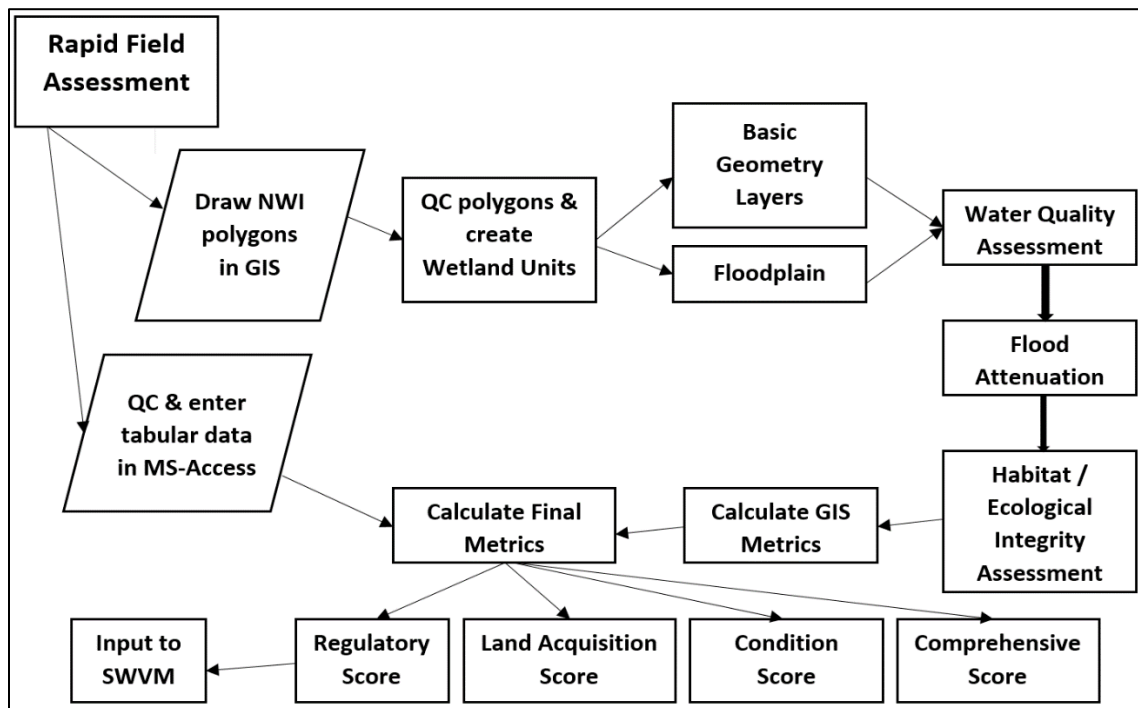 Rapid Field
Assessment
Draw NWI
polygons
in GIS
QC polygons &
create
Wetland Units
Basic
Geometry
Layers
Floodplain
Water Quality
Assessment
Flood
Attenuation
QC & enter
tabular data
in MS-Access
Habitat /
Ecological
Integrity
Assessment
Calculate GIS
Metrics
Calculate Final
Metrics
Input to
SWVM
Regulatory
Score
Land Acquisition
Score
Condition
Score
Comprehensive
Score